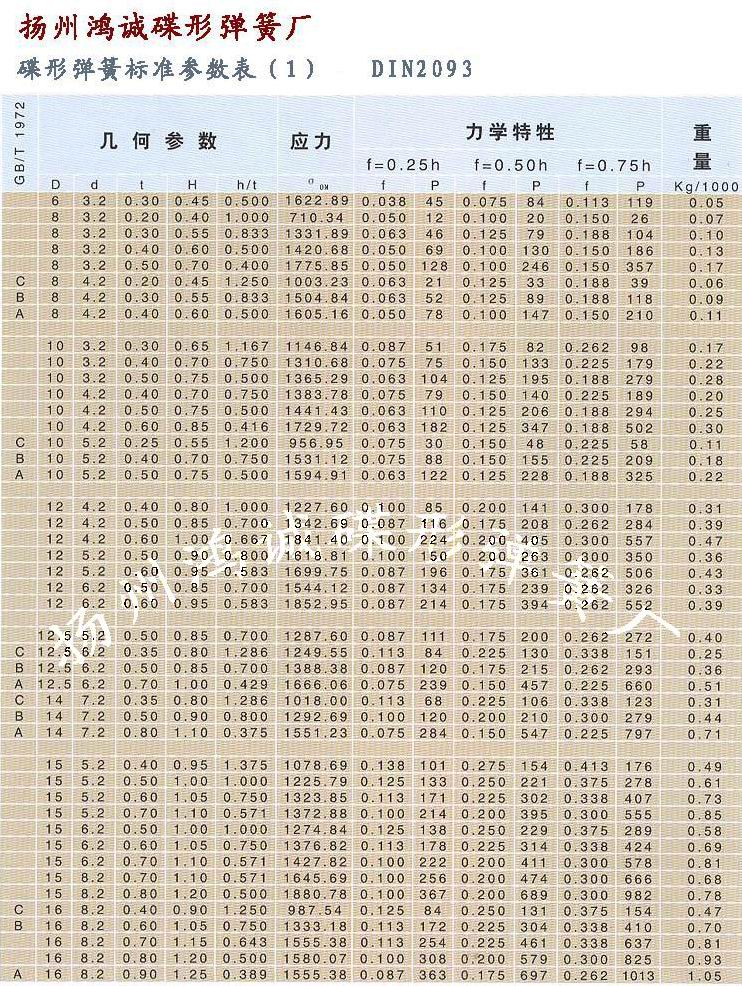 扬州鸿诚碟形弹簧厂
碟形弹簧标准参数表（1） DIN2093
GB/T 1972
几何参数 应力 力学特性 重量
f=0.25h f=0.50h f=0.75h
D d t H h/t σOM f P f P f P Kg/1000
6 3.2 0.30 0.45 0.500 1622.89 0.038 45 0.075 84 0.113 119 0.05
8 3.2 0.20 0.40 1.000 710.34 0.050 12 0.100 20 0.150 26 0.07
8 3.2 0.30 0.55 0.833 1331.89 0.063 46 0.125 79 0.188 104 0.10
8 3.2 0.40 0.60 0.500 1420.68 0.050 69 0.100 130 0.150 186 0.13
8 3.2 0.50 0.70 0.400 1775.85 0.050 128 0.100 246 0.150 357 0.17
C 8 4.2 0.20 0.45 1.250 1003.23 0.063 21 0.125 33 0.188 39 0.06
B 8 4.2 0.30 0.55 0.833 1504.84 0.063 52 0.125 89 0.188 118 0.09
A 8 4.2 0.40 0.60 0.500 1605.16 0.050 78 0.100 147 0.150 210 0.11
10 3.2 0.30 0.65 1.167 1146.84 0.087 51 0.175 82 0.262 98 0.17
10 3.2 0.40 0.70 0.750 1310.68 0.075 75 0.150 133 0.225 179 0.22
10 3.2 0.50 0.75 0.500 1365.29 0.063 104 0.125 195 0.188 279 0.28
10 4.2 0.40 0.70 0.750 1383.78 0.075 79 0.150 140 0.225 189 0.20
10 4.2 0.50 0.75 0.500 1441.43 0.063 110 0.125 206 0.188 294 0.25
10 4.2 0.60 0.85 0.416 1729.72 0.063 182 0.125 347 0.188 502 0.30
C 10 5.2 0.25 0.55 1.200 956.95 0.075 30 0.150 48 0.225 58 0.11
B 10 5.2 0.40 0.70 0.750 1531.12 0.075 88 0.150 155 0.225 209 0.18
A 10 5.2 0.50 0.75 0.500 1594.91 0.063 122 0.125 228 0.188 325 0.22
12 4.2 0.40 0.80 1.000 1227.60 0.100 85 0.200 141 0.300 178 0.31
12 4.2 0.50 0.85 0.700 1342.69 0.087 116 0.175 208 0.262 284 0.39
12 4.2 0.60 1.00 0.667 1841.40 0.100 224 0.200 405 0.300 557 0.47
12 5.2 0.50 0.90 0.800 1618.81 0.100 150 0.200 263 0.300 350 0.36
12 5.2 0.60 0.95 0.583 1699.75 0.087 196 0.175 361 0.262 506 0.43
12 6.2 0.50 0.85 0.700 1544.12 0.087 134 0.175 239 0.262 326 0.33
12 6.2 0.60 0.95 0.583 1852.95 0.087 214 0.175 394 0.262 552 0.39
12.5 5.2 0.50 0.85 0.700 1287.60 0.087 111 0.175 200 0.262 272 0.40
C 12.5 6.2 0.35 0.80 1.286 1249.55 0.113 84 0.225 130 0.338 151 0.25
B 12.5 6.2 0.50 0.85 0.700 1388.38 0.087 120 0.175 215 0.262 293 0.36
A 12.5 6.2 0.70 1.00 0.429 1666.06 0.075 239 0.150 457 0.225 660 0.51
C 14 7.2 0.35 0.80 1.286 1018.00 0.113 68 0.225 106 0.338 123 0.31
B 14 7.2 0.50 0.90 0.800 1292.69 0.100 120 0.200 210 0.300 279 0.44
A 14 7.2 0.80 1.10 0.375 1551.23 0.075 284 0.150 547 0.225 797 0.71
15 5.2 0.40 0.95 1.375 1078.69 0.138 101 0.275 154 0.413 176 0.49
15 5.2 0.50 1.00 1.000 1225.79 0.125 133 0.250 221 0.375 278 0.61
15 5.2 0.60 1.05 0.750 1323.85 0.113 171 0.225 302 0.338 407 0.73
15 5.2 0.70 1.10 0.571 1372.88 0.100 214 0.200 395 0.300 555 0.85
15 6.2 0.50 1.00 1.000 1274.84 0.125 138 0.250 229 0.375 289 0.58
15 6.2 0.60 1.05 0.750 1376.82 0.113 178 0.225 314 0.338 424 0.69
15 6.2 0.70 1.10 0.571 1427.82 0.100 222 0.200 411 0.300 578 0.81
15 8.2 0.70 1.10 0.571 1645.69 0.100 256 0.200 474 0.300 666 0.68
15 8.2 0.80 1.20 0.500 1880.78 0.100 367 0.200 689 0.300 982 0.78
C 16 8.2 0.40 0.90 1.250 987.54 0.125 84 0.250 131 0.375 154 0.47
B 16 8.2 0.60 1.05 0.750 1333.18 0.113 172 0.225 304 0.338 410 0.70
16 8.2 0.70 1.15 0.643 1555.38 0.113 254 0.225 461 0.338 637 0.81
16 8.2 0.80 1.20 0.500 1580.07 0.100 308 0.200 579 0.300 825 0.93
A 16 8.2 0.90 1.25 0.389 1555.38 0.087 363 0.175 697 0.262 1013 1.05